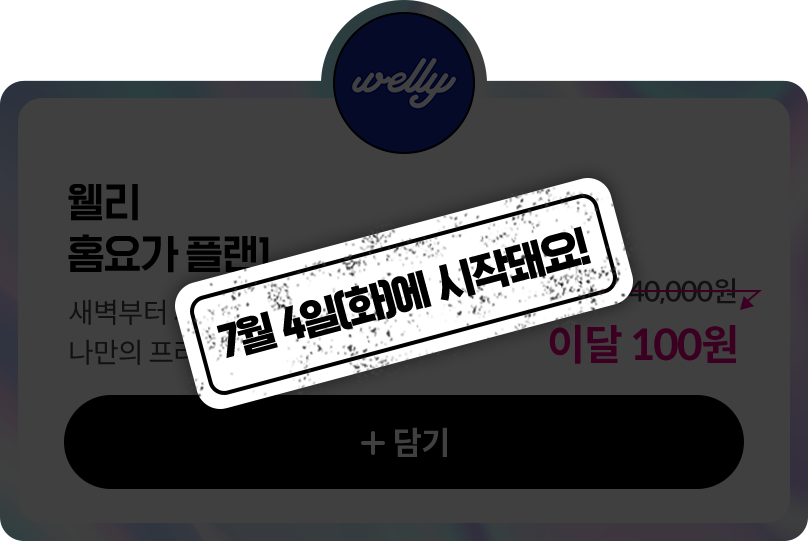 welly
웰리
홈요가 플랜
새벽부터
나만의
7월 4일(화)에 시작돼요!
40,000원
이달 100원
+ 담기